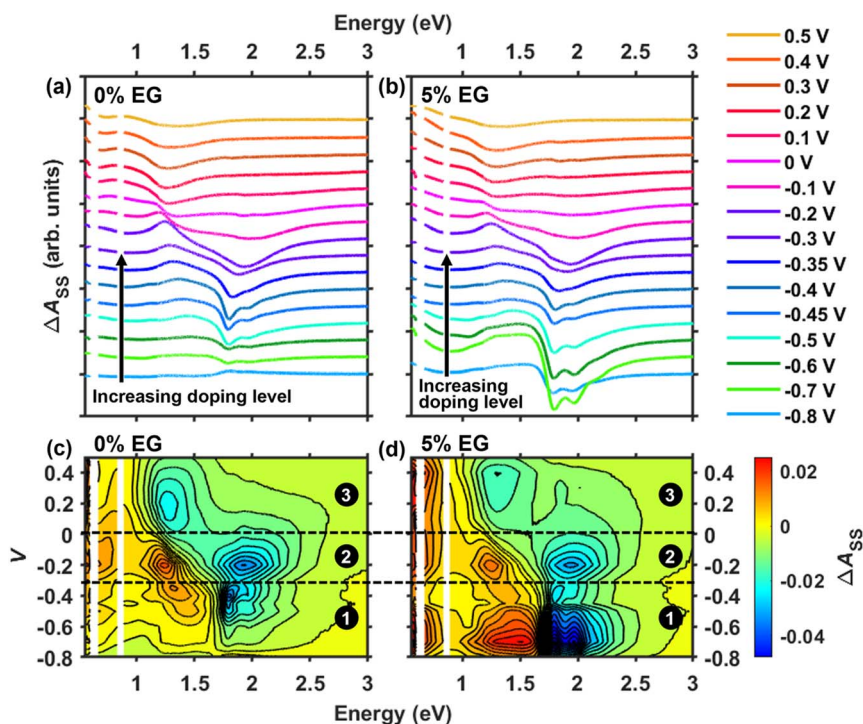 Energy (eV)
1 1.5 2 2.5 3 1 1.5 2 2.5 3
(a) 0% EG
(b) 5% EG
ΔA_SS (arb. units)
Increasing doping level
Increasing
doping level
0.5 V
0.4 V
0.3 V
0.2 V
0.1 V
0 V
-0.1 V
-0.2 V
-0.3 V
-0.35 V
-0.4 V
-0.45 V
-0.5 V
-0.6 V
-0.7 V
-0.8 V
(c) 0% EG
(d) 5% EG
V
0.4
0.2
0
-0.2
-0.4
-0.6
-0.8
3
2
1
3
2
1
0.4
0.2
0
-0.2
-0.4
-0.6
-0.8
0.02
0
-0.02
-0.04
ΔA_SS
1 1.5 2 2.5 3 1 1.5 2 2.5 3
Energy (eV)